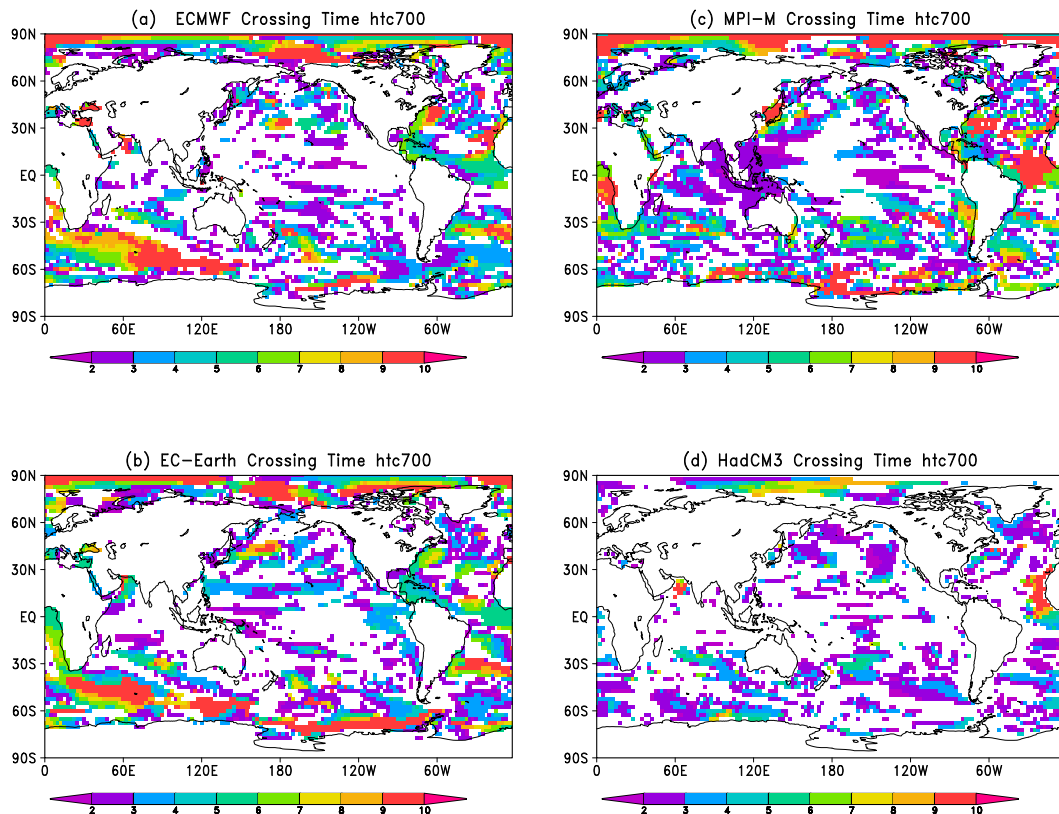 (a) ECMWF Crossing Time htc700
90N
60N
30N
EQ
30S
60S
90S
0 60E 120E 180 120W 60W
2 3 4 5 6 7 8 9 10
(c) MPI-M Crossing Time htc700
90N
60N
30N
EQ
30S
60S
90S
0 60E 120E 180 120W 60W
2 3 4 5 6 7 8 9 10
(b) EC-Earth Crossing Time htc700
90N
60N
30N
EQ
30S
60S
90S
0 60E 120E 180 120W 60W
2 3 4 5 6 7 8 9 10
(d) HadCM3 Crossing Time htc700
90N
60N
30N
EQ
30S
60S
90S
0 60E 120E 180 120W 60W
2 3 4 5 6 7 8 9 10